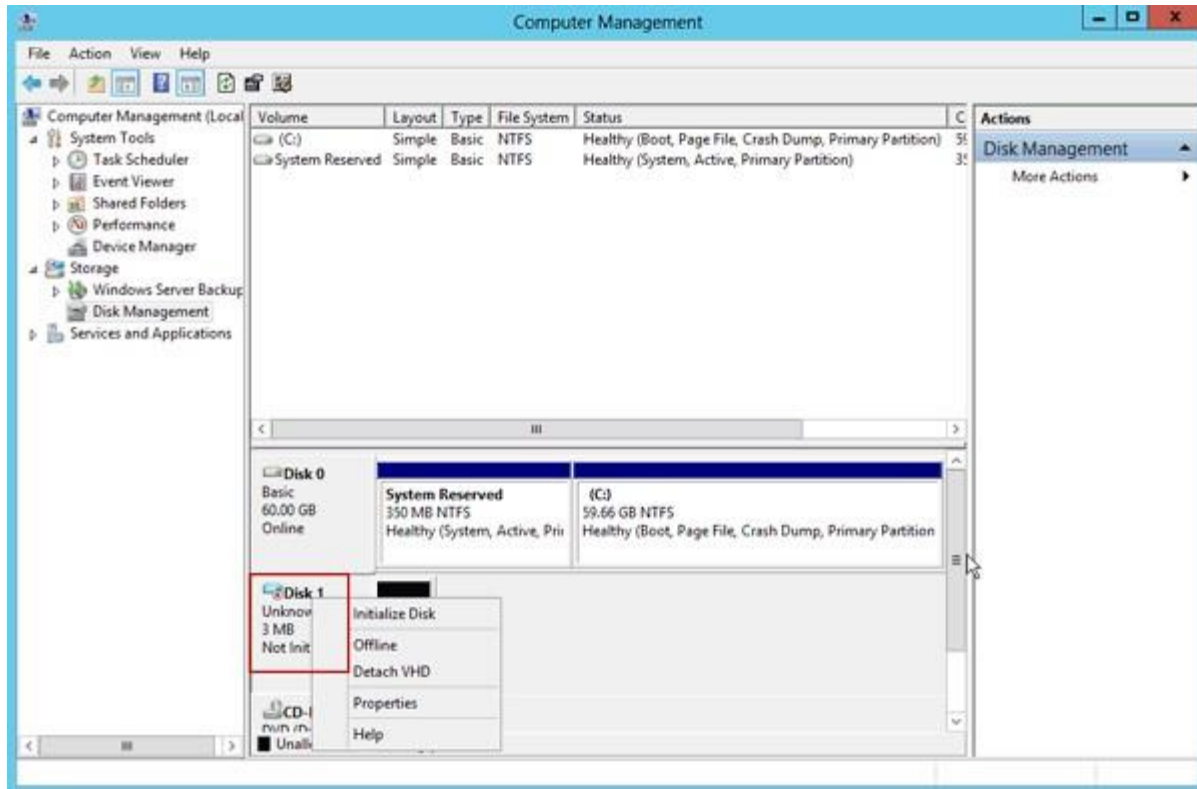 Computer Management
File Action View Help
Computer Management (Local
System Tools
Task Scheduler
Event Viewer
Shared Folders
Performance
Device Manager
Storage
Windows Server Backup
Disk Management
Services and Applications
Volume Layout Type File System Status C
(C:) Simple Basic NTFS Healthy (Boot, Page File, Crash Dump, Primary Partition)
System Reserved Simple Basic NTFS Healthy (System, Active, Primary Partition)
Disk 0
Basic
60.00 GB
Online
System Reserved
350 MB NTFS
Healthy (System, Active, Pri
(C:)
59.66 GB NTFS
Healthy (Boot, Page File, Crash Dump, Primary Partition
Disk 1
Unknow
3 MB
Not Init
Initialize Disk
Offline
Detach VHD
Properties
Help
CD-
Unall
Actions
Disk Management
More Actions